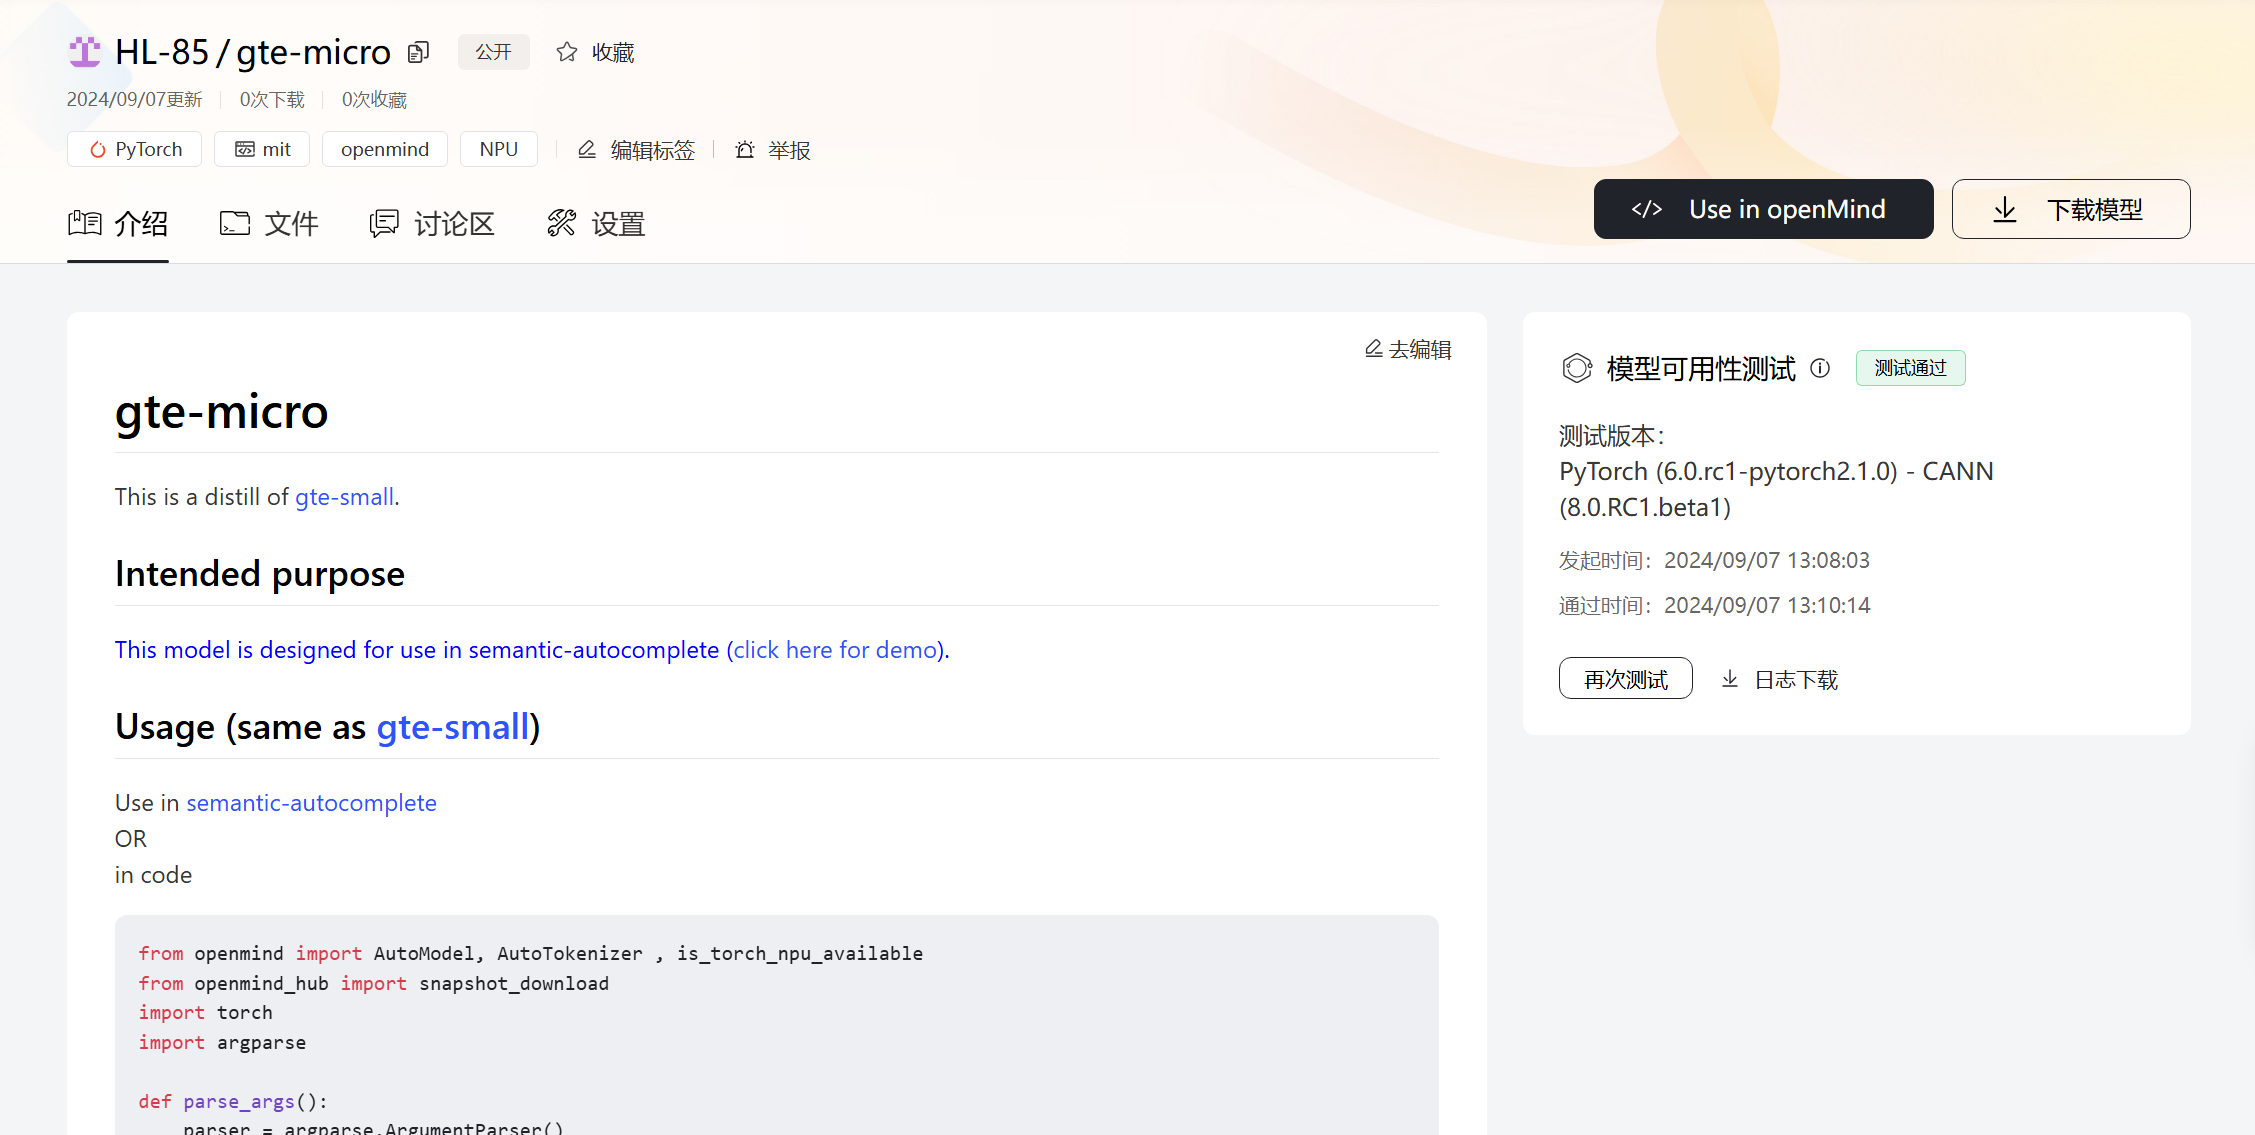 HL-85 / gte-micro 公开 收藏
2024/09/07更新 0次下载 0次收藏
PyTorch mit openmind NPU 编辑标签 举报
介绍 文件 讨论区 设置
Use in openMind 下载模型
去编辑
gte-micro
This is a distill of gte-small.
Intended purpose
This model is designed for use in semantic-autocomplete (click here for demo).
Usage (same as gte-small)
Use in semantic-autocomplete
OR
in code
from openmind import AutoModel, AutoTokenizer , is_torch_npu_available
from openmind_hub import snapshot_download
import torch
import argparse
def parse_args():
parser = argparse.ArgumentParser()
模型可用性测试 测试通过
测试版本：
PyTorch (6.0.rc1-pytorch2.1.0) - CANN
(8.0.RC1.beta1)
发起时间：2024/09/07 13:08:03
通过时间：2024/09/07 13:10:14
再次测试 日志下载